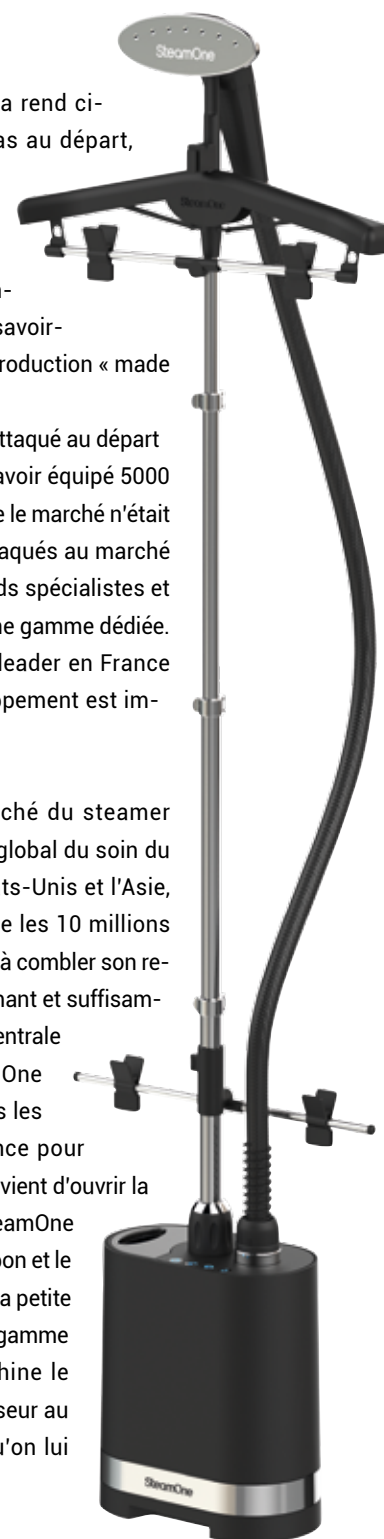 SteamOne
a rend ci-
as au départ,
SteamOne
savoir-
roduction « made
ttaqué au départ
avoir équipé 5000
e le marché n'était
aqués au marché
ds spécialistes et
ne gamme dédiée.
leader en France
ppement est im-
ché du steamer
global du soin du
ts-Unis et l'Asie,
e les 10 millions
à combler son re-
nant et suffisam-
entrale
One
s les
nce pour
vient d'ouvrir la
eamOne
on et le
a petite
gamme
hine le
seur au
u'on lui
SteamOne